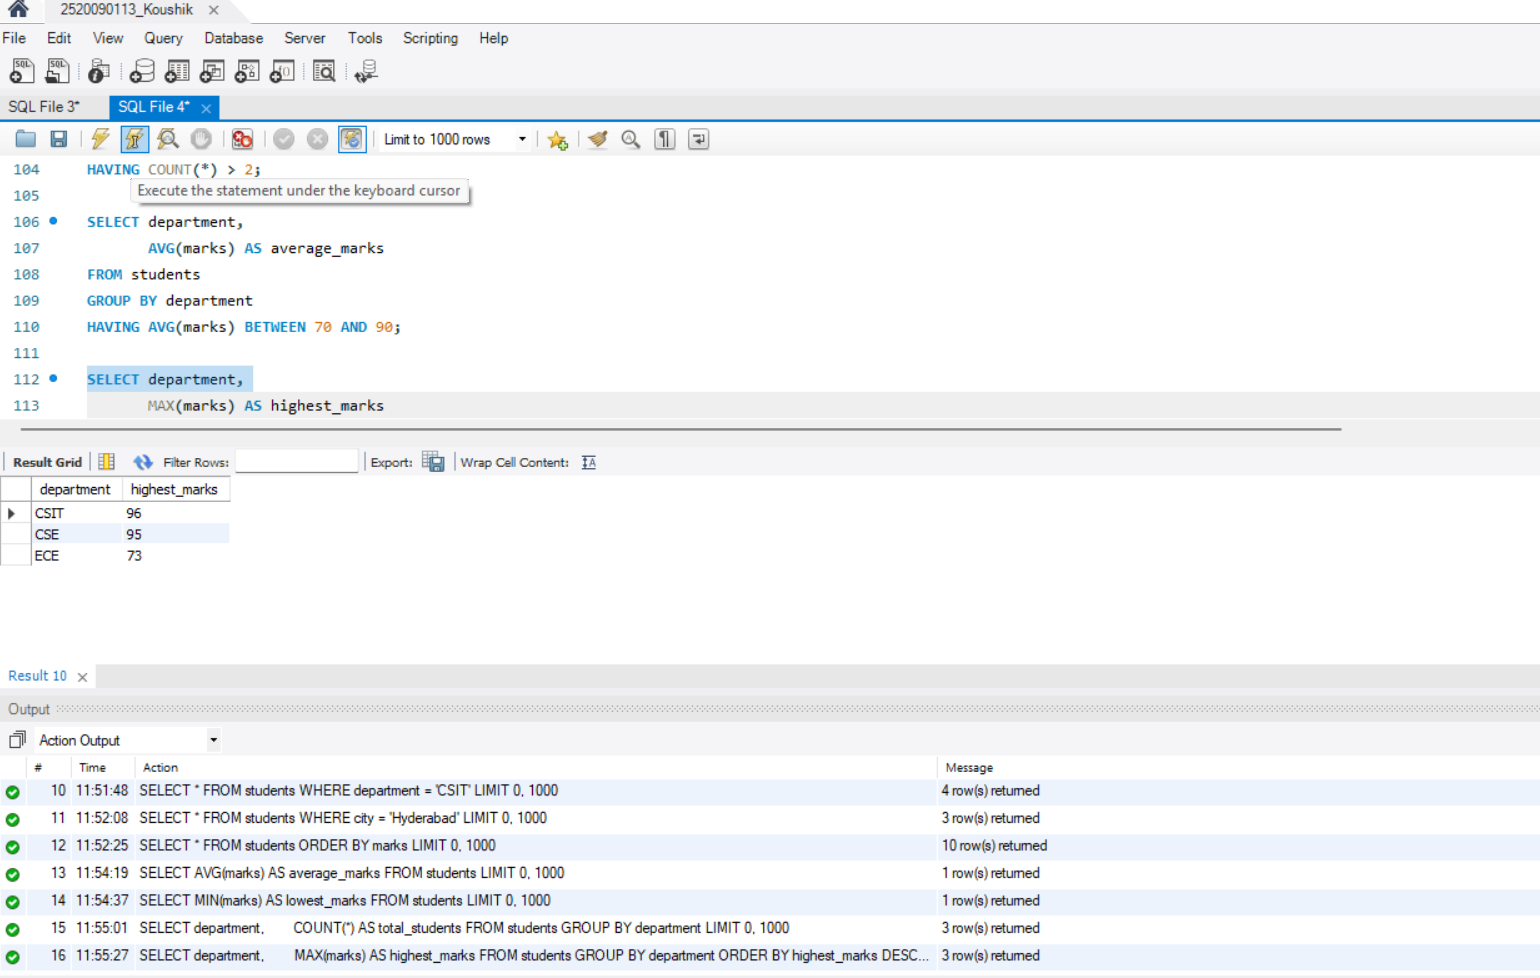 2520090113_Koushik
File Edit View Query Database Server Tools Scripting Help
SQL File 3* SQL File 4*
Limit to 1000 rows
104 HAVING COUNT(*) > 2;
Execute the statement under the keyboard cursor
105
106 SELECT department,
107 AVG(marks) AS average_marks
108 FROM students
109 GROUP BY department
110 HAVING AVG(marks) BETWEEN 70 AND 90;
111
112 SELECT department,
113 MAX(marks) AS highest_marks
Result Grid Filter Rows: Export: Wrap Cell Content: IA
department highest_marks
CSIT 96
CSE 95
ECE 73
Result 10
Output
Action Output
# Time Action Message
10 11:51:48 SELECT * FROM students WHERE department = 'CSIT' LIMIT 0, 1000 4 row(s) returned
11 11:52:08 SELECT * FROM students WHERE city = 'Hyderabad' LIMIT 0, 1000 3 row(s) returned
12 11:52:25 SELECT * FROM students ORDER BY marks LIMIT 0, 1000 10 row(s) returned
13 11:54:19 SELECT AVG(marks) AS average_marks FROM students LIMIT 0, 1000 1 row(s) returned
14 11:54:37 SELECT MIN(marks) AS lowest_marks FROM students LIMIT 0, 1000 1 row(s) returned
15 11:55:01 SELECT department, COUNT(*) AS total_students FROM students GROUP BY department LIMIT 0, 1000 3 row(s) returned
16 11:55:27 SELECT department, MAX(marks) AS highest_marks FROM students GROUP BY department ORDER BY highest_marks DESC... 3 row(s) returned